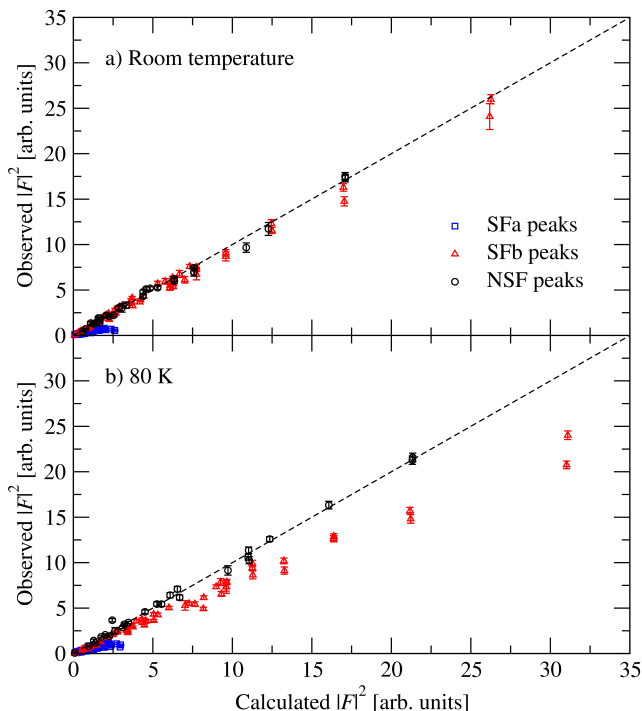 35
30
25
20
15
10
5
0
Observed |F|² [arb. units]
a) Room temperature
SFa peaks
SFb peaks
NSF peaks
30
25
20
15
10
5
0
Observed |F|² [arb. units]
b) 80 K
0 5 10 15 20 25 30 35
Calculated |F|² [arb. units]